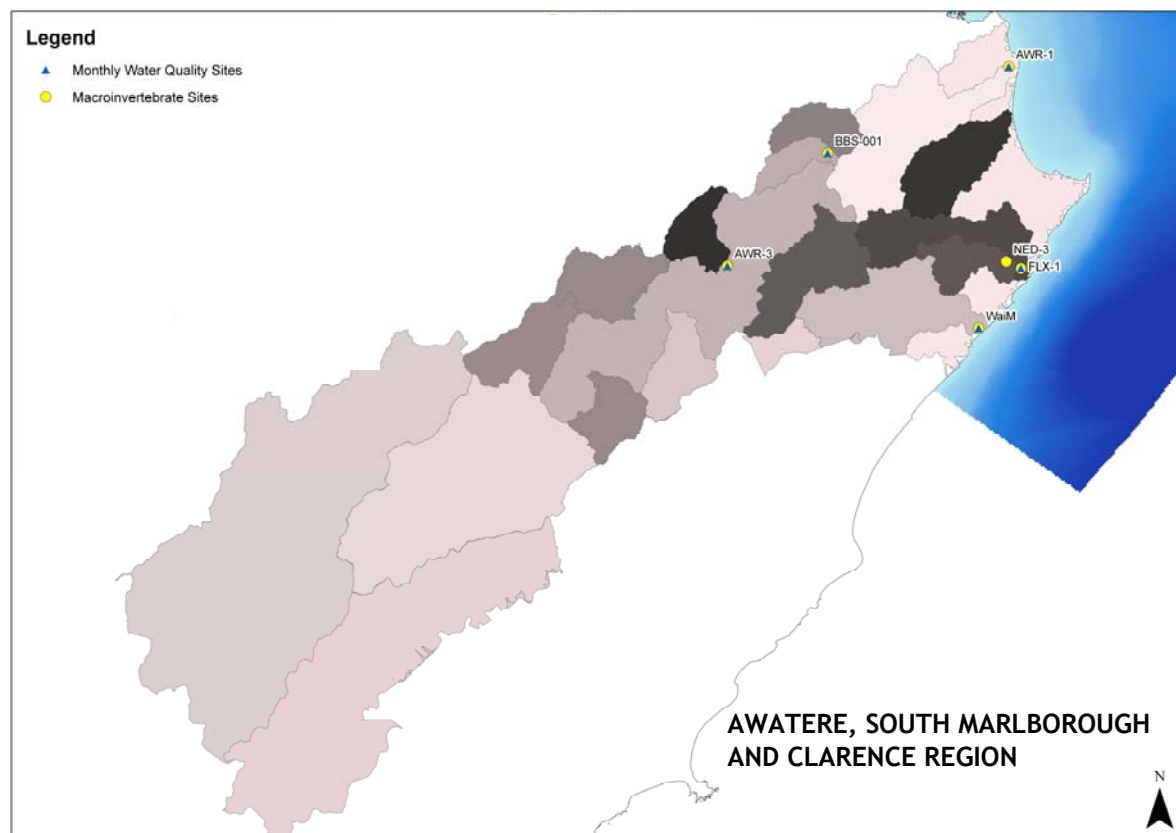 Legend
Monthly Water Quality Sites
Macroinvertebrate Sites
AWR-1
BBS-001
AWR-3
NED-3
FLX-1
WaiM
AWATERE, SOUTH MARLBOROUGH
AND CLARENCE REGION
N